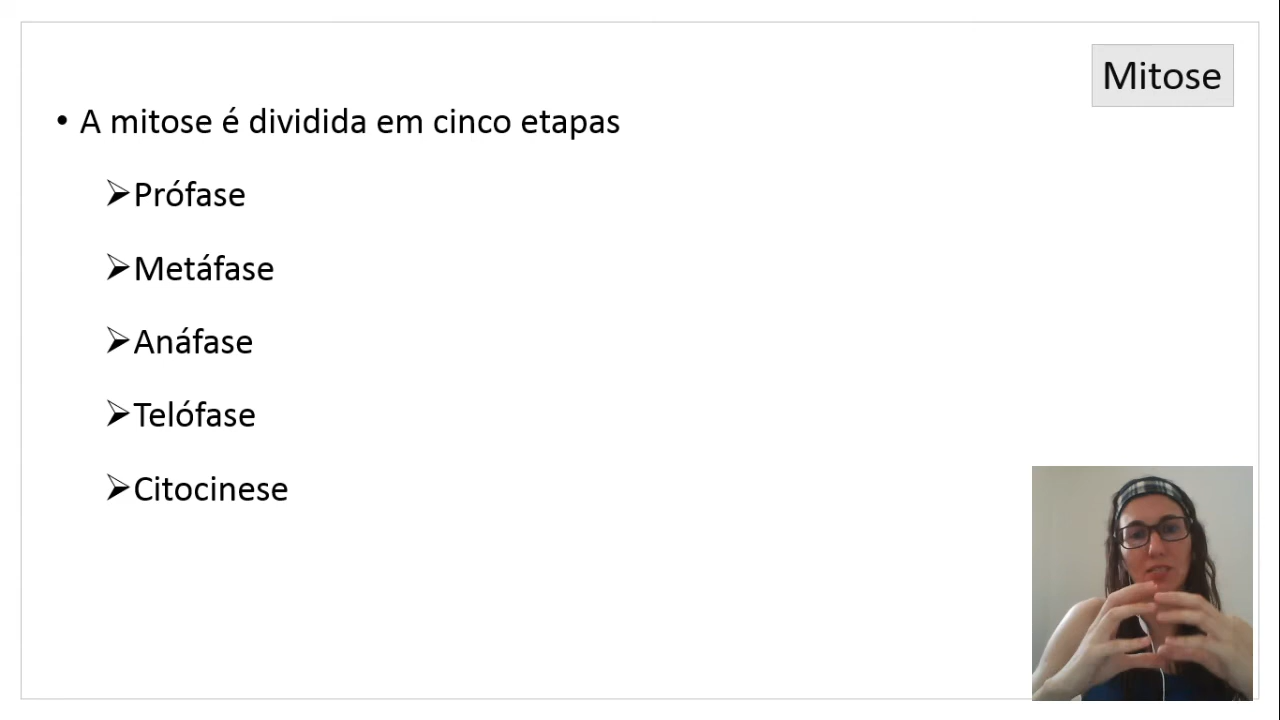 Mitose
• A mitose é dividida em cinco etapas
➢Prófase
➢Metáfase
➢Anáfase
➢Telófase
➢Citocinese